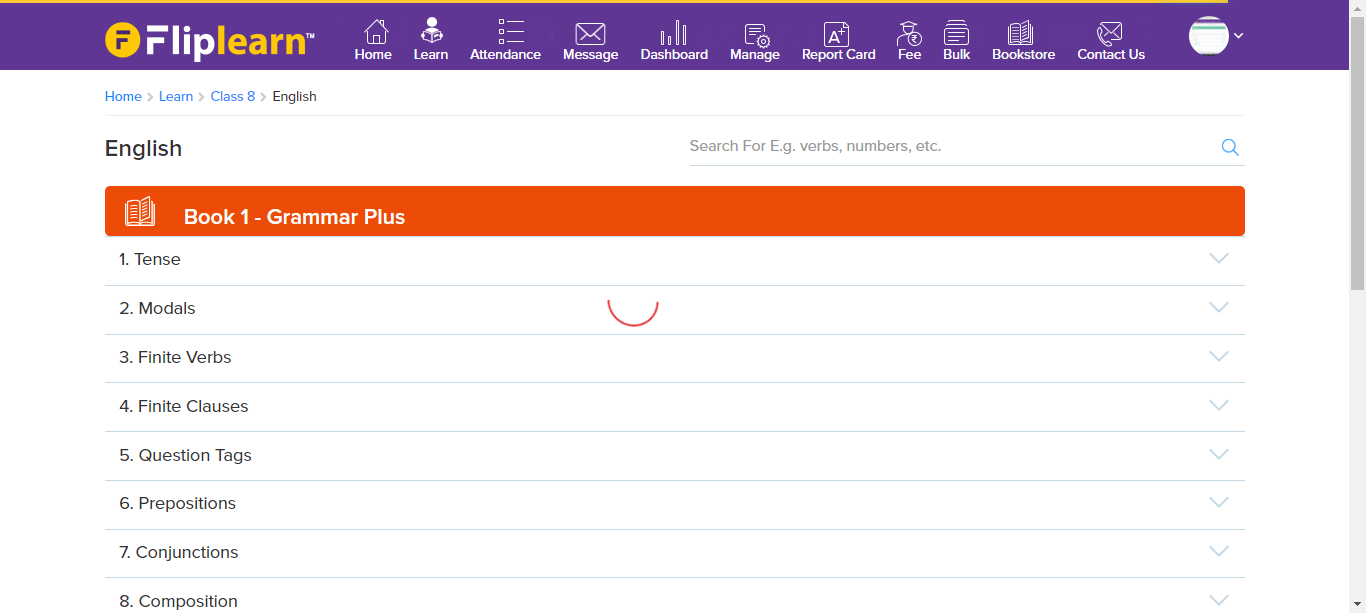 Fliplearn™
Home Learn Attendance Message Dashboard Manage Report Card Fee Bulk Bookstore Contact Us
Home > Learn > Class 8 > English
English
Search For E.g. verbs, numbers, etc.
Book 1 - Grammar Plus
1. Tense
2. Modals
3. Finite Verbs
4. Finite Clauses
5. Question Tags
6. Prepositions
7. Conjunctions
8. Composition